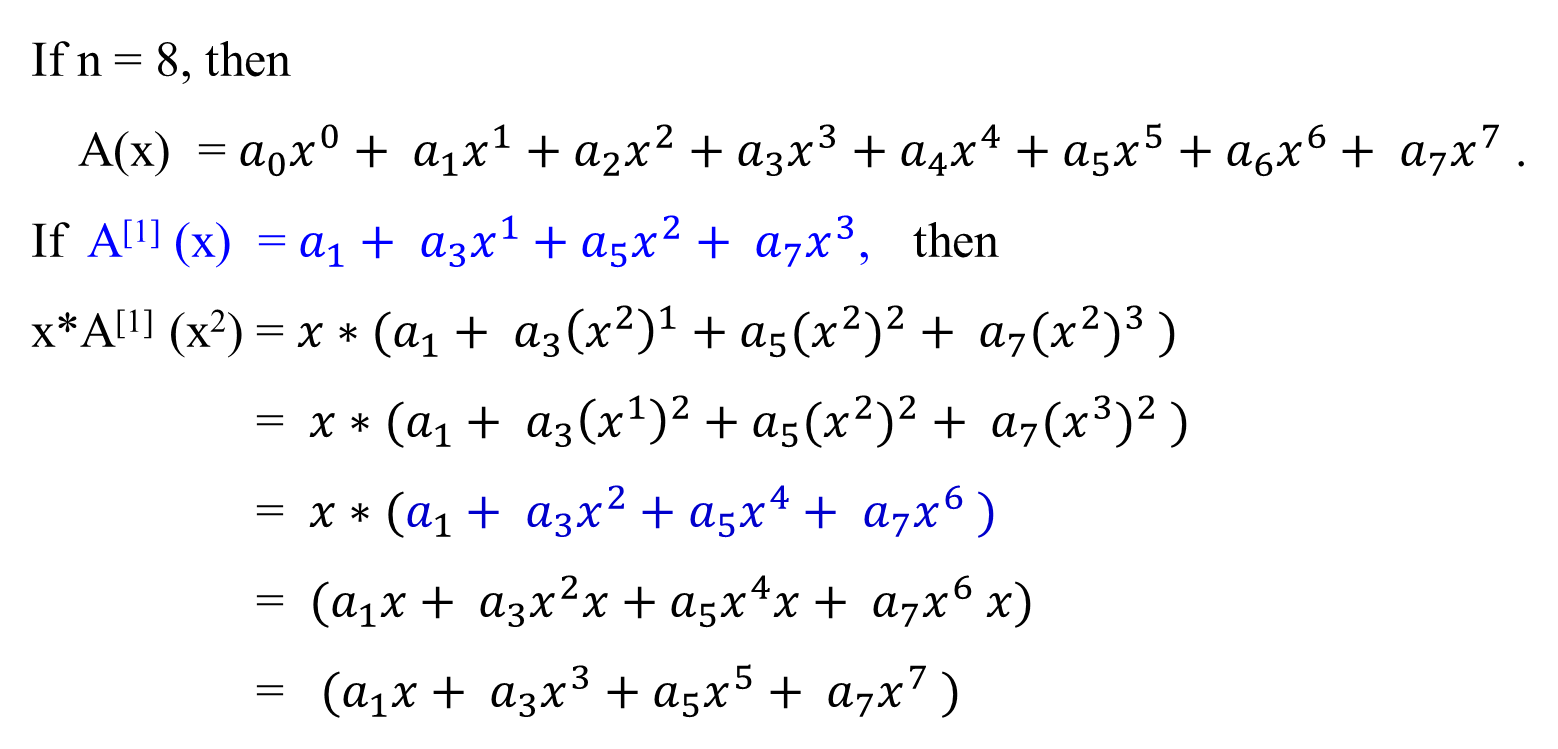 If n = 8, then
A(x) = a₀x⁰ + a₁x¹ + a₂x² + a₃x³ + a₄x⁴ + a₅x⁵ + a₆x⁶ + a₇x⁷ .
If A[¹] (x) = a₁ + a₃x¹ + a₅x² + a₇x³, then
x*A[¹] (x²) = x ∗ (a₁ + a₃(x²)¹ + a₅(x²)² + a₇(x²)³ )
= x ∗ (a₁ + a₃(x¹)² + a₅(x²)² + a₇(x³)² )
= x ∗ (a₁ + a₃x² + a₅x⁴ + a₇x⁶ )
= (a₁x + a₃x²x + a₅x⁴x + a₇x⁶ x)
= (a₁x + a₃x³ + a₅x⁵ + a₇x⁷ )